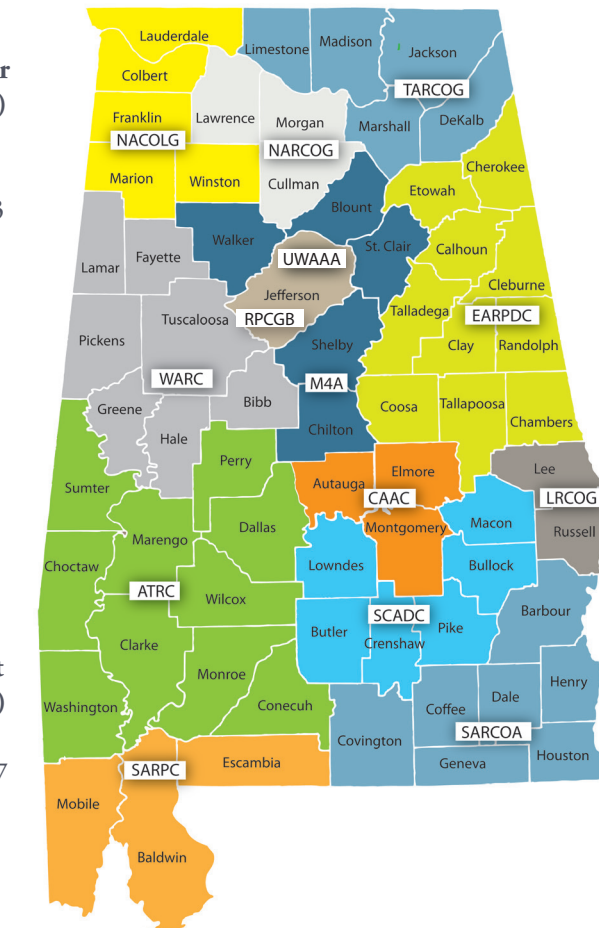 Lauderdale
Limestone
Madison
Jackson
r
Colbert
TARCOG
)
Franklin
Lawrence
Morgan
Marshall
DeKalb
NACOLG
NARCOG
Cherokee
Marion
Winston
Cullman
Etowah
3
Blount
Walker
St. Clair
Calhoun
Fayette
UWAAA
Lamar
Cleburne
Jefferson
Talladega
Tuscaloosa
RPCGB
EARPDC
Pickens
Shelby
Clay
Randolph
WARC
M4A
Greene
Bibb
Coosa
Tallapoosa
Hale
Chilton
Chambers
Perry
Lee
Sumter
Autauga
Elmore
CAAC
LRCOG
Dallas
Montgomery
Macon
Marengo
Russell
Choctaw
Lowndes
Bullock
ATRC
Wilcox
Barbour
SCADC
Butler
Crenshaw
Pike
Clarke
t
Monroe
Henry
)
Washington
Conecuh
Coffee
Dale
SARCOA
Covington
Houston
Escambia
Geneva
7
SARPC
Mobile
Baldwin